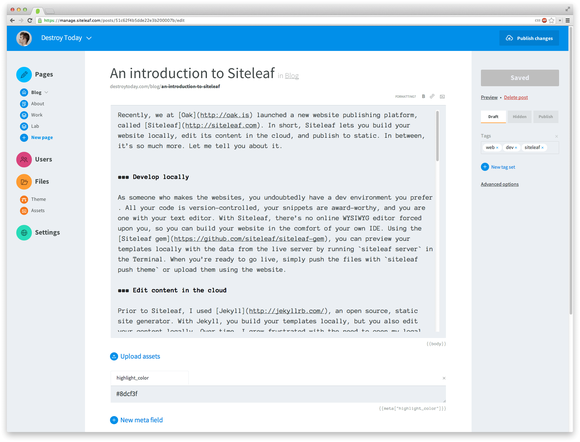 https://manage.siteleaf.com/posts/51c62f4b5dde22e3b200007b/edit
Destroy Today
Publish changes
Pages
Blog
About
Work
Lab
New page
Users
Files
Theme
Assets
Settings
An introduction to Siteleaf in Blog
destroytoday.com/blog/an-introduction-to-siteleaf
Recently, we at [Oak](http://oak.is) launched a new website publishing platform,
called [Siteleaf](http://siteleaf.com). In short, Siteleaf lets you build your
website locally, edit its content in the cloud, and publish to static. In between,
it's so much more. Let me tell you about it.
### Develop locally
As someone who makes the websites, you undoubtedly have a dev environment you prefer
. All your code is version-controlled, your snippets are award-worthy, and you are
one with your text editor. With Siteleaf, there's no online WYSIWYG editor forced
upon you, so you can build your website in the comfort of your own IDE. Using the
[Siteleaf gem](https://github.com/siteleaf/siteleaf-gem), you can preview your
templates locally with the data from the live server by running `siteleaf server` in
the Terminal. When you're ready to go live, simply push the files with `siteleaf
push theme` or upload them using the website.
### Edit content in the cloud
Prior to Siteleaf, I used [Jekyll](http://jekyllrb.com/), an open source, static
site generator. With Jekyll, you build your templates locally, but you also edit
your content locally. Over time, I grew frustrated with the need to open my local
{{body}}
Upload assets
highlight_color
#8dcf3f
{{meta["highlight_color"]}}
New meta field
Saved
Preview • Delete post
Draft Hidden Publish
Tags
web × dev × siteleaf ×
New tag set
Advanced options